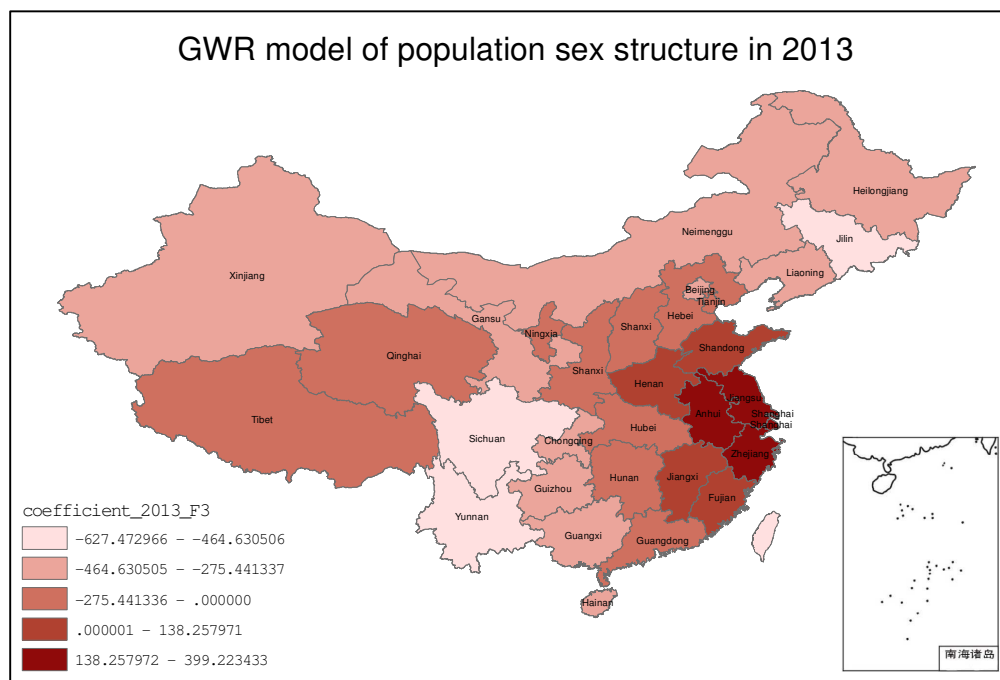 GWR model of population sex structure in 2013
Heilongjiang
Jilin
Neimenggu
Liaoning
Xinjiang
Beijing
Tianjin
Gansu
Hebei
Shanxi
Ningxia
Shandong
Qinghai
Shanxi
Henan
Jiangsu
Anhui
Shanghai
Shanghai
Tibet
Hubei
Sichuan
Chongqing
Zhejiang
Hunan
Jiangxi
Guizhou
Fujian
Yunnan
Guangxi
Guangdong
Hainan
coefficient_2013_F3
-627.472966 - -464.630506
-464.630505 - -275.441337
-275.441336 - .000000
.000001 - 138.257971
138.257972 - 399.223433
南海诸岛